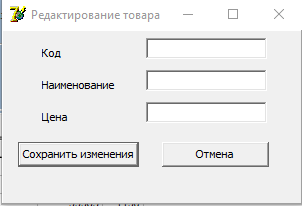 Редактирование товара
Код
Наименование
Цена
Сохранить изменения
Отмена